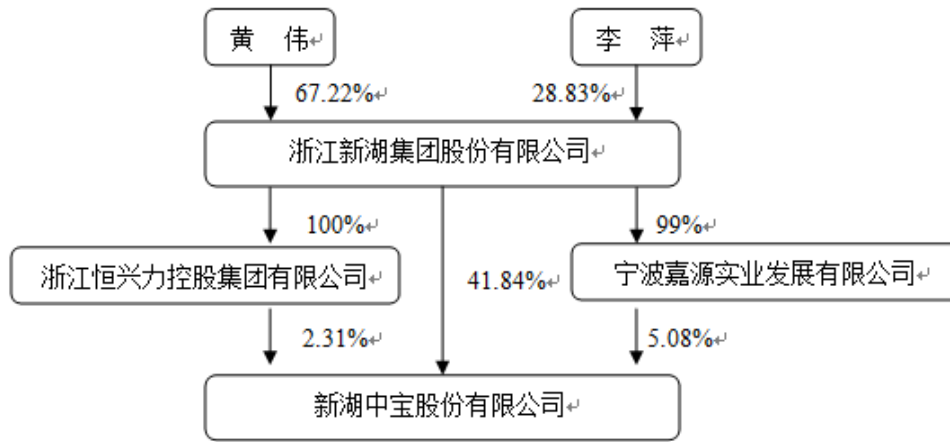 黄 伟↵
李 萍↵
67.22%↵
28.83%↵
浙江新湖集团股份有限公司↵
100%↵
99%↵
浙江恒兴力控股集团有限公司↵
41.84%↵
宁波嘉源实业发展有限公司↵
2.31%↵
5.08%↵
新湖中宝股份有限公司↵